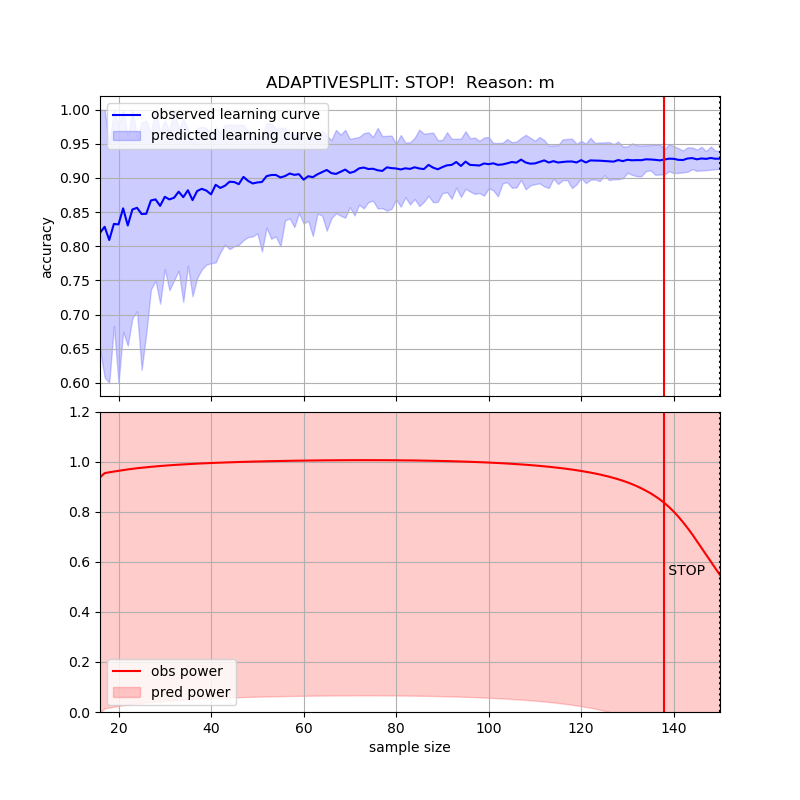 ADAPTIVESPLIT: STOP!  Reason: m
1.00
0.95
0.90
0.85
0.80
0.75
0.70
0.65
0.60
accuracy
observed learning curve
predicted learning curve
1.2
1.0
0.8
0.6
0.4
0.2
0.0
STOP
obs power
pred power
20 40 60 80 100 120 140
sample size